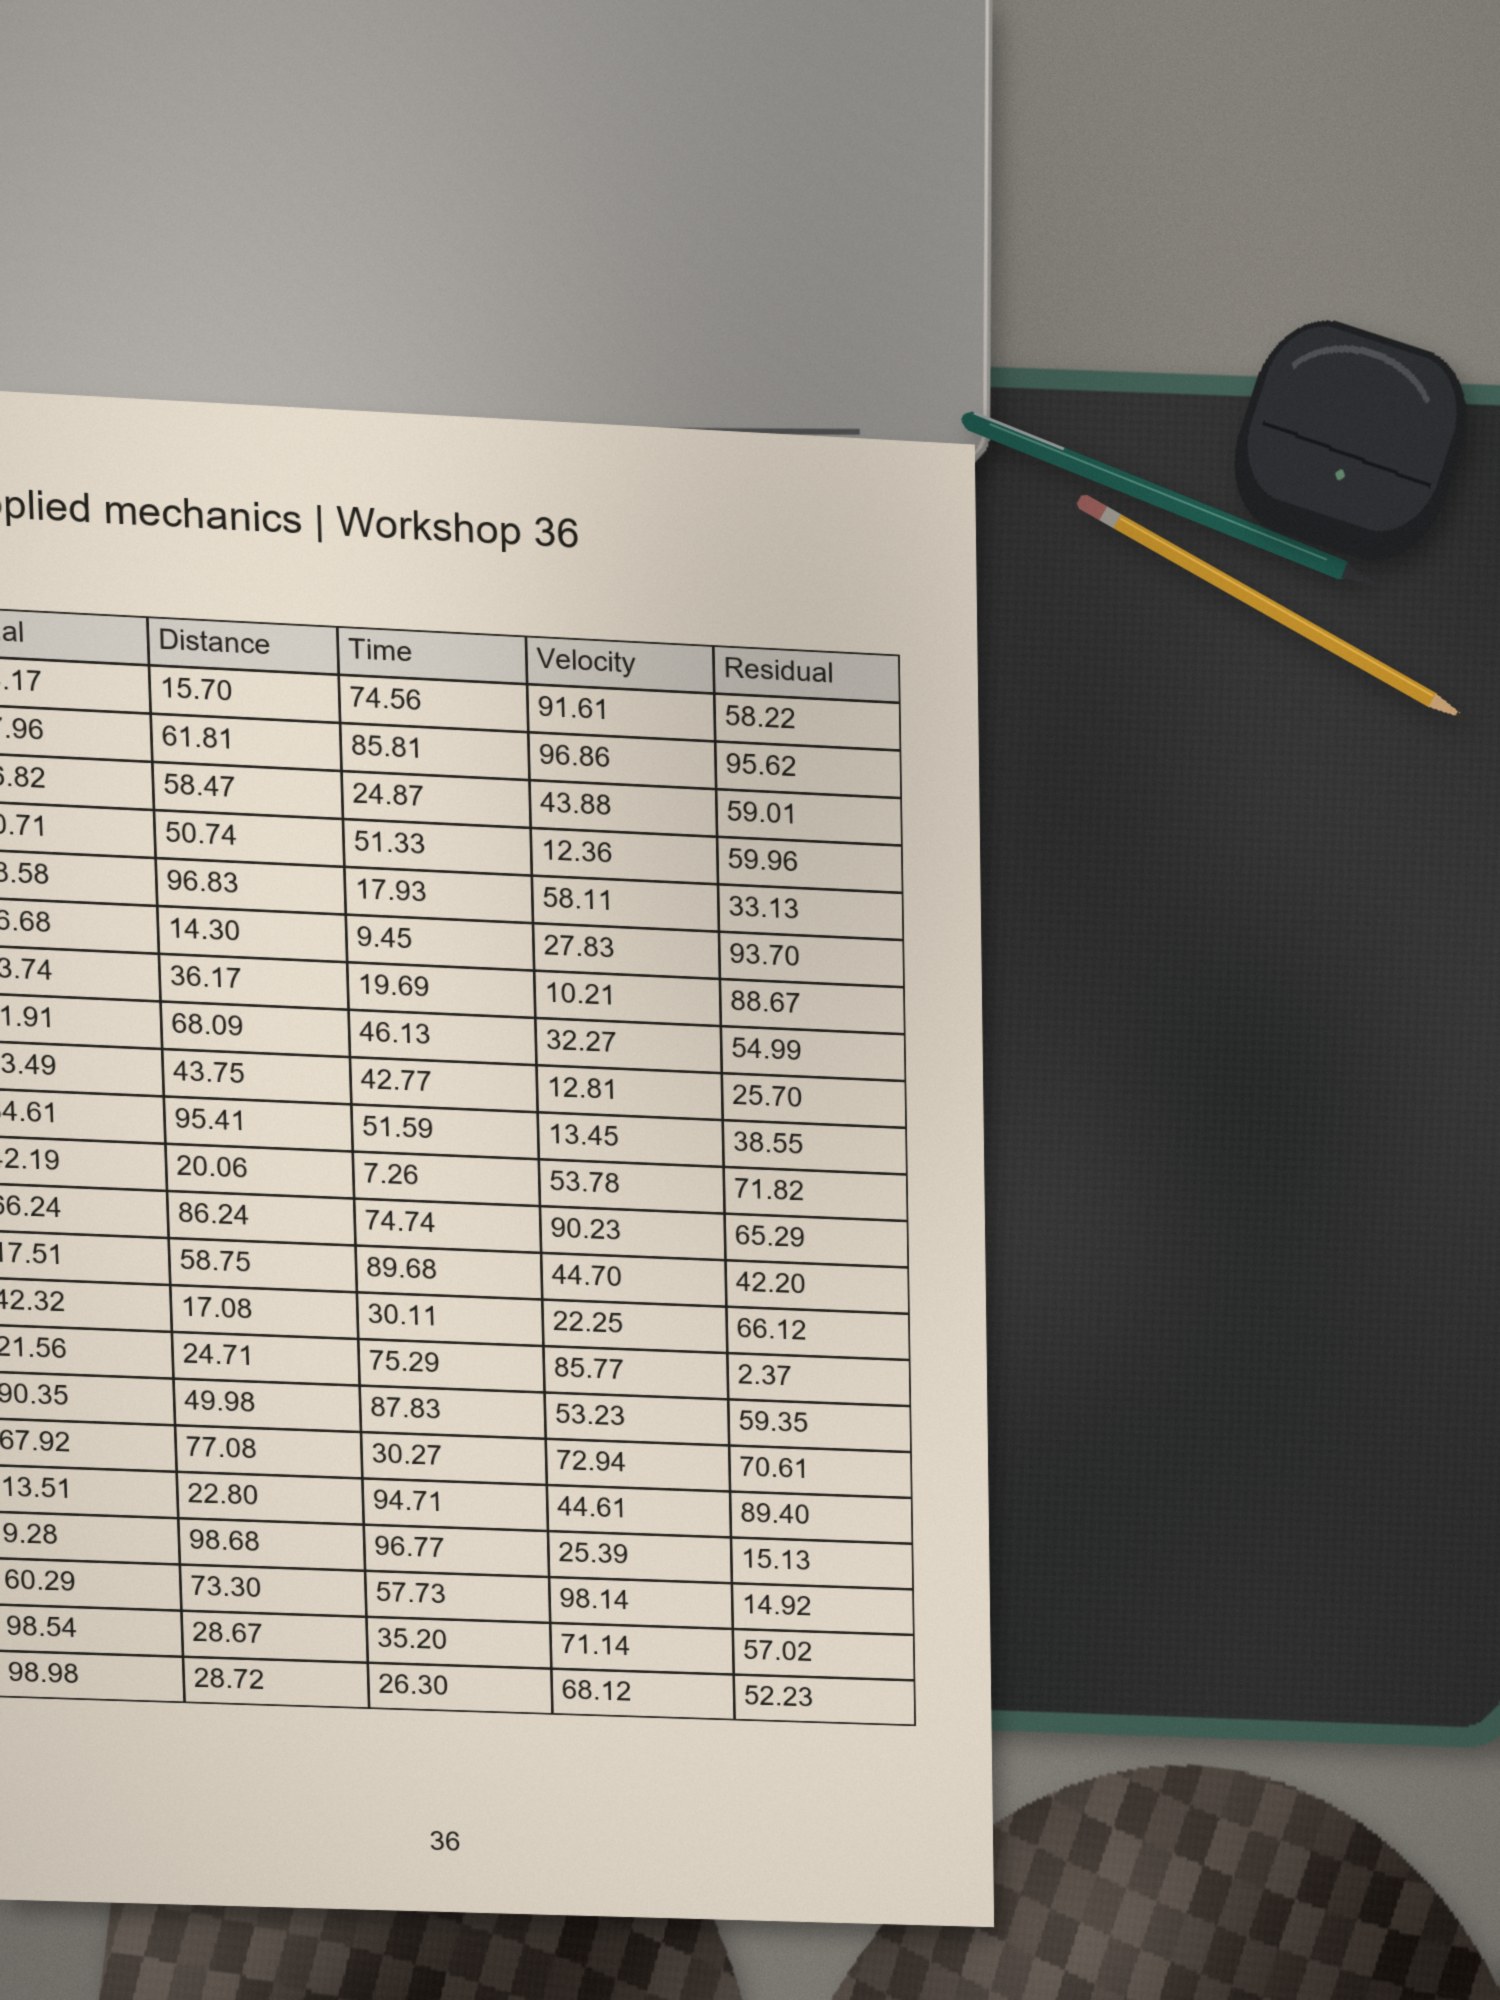 mechanics | Workshop 36
Distance Time Velocity Residual
15.70 74.56 91.61 58.22
61.81 85.81 96.86 95.62
58.47 24.87 43.88 59.01
50.74 51.33 12.36 59.96
96.83 17.93 58.11 33.13
14.30 9.45 27.83 93.70
36.17 19.69 10.21 88.67
68.09 46.13 32.27 54.99
43.75 42.77 12.81 25.70
95.41 51.59 13.45 38.55
20.06 7.26 53.78 71.82
86.24 74.74 90.23 65.29
58.75 89.68 44.70 42.20
42.32 17.08 30.11 22.25 66.12
21.56 24.71 75.29 85.77 2.37
90.35 49.98 87.83 53.23 59.35
67.92 77.08 30.27 72.94 70.61
13.51 22.80 94.71 44.61 89.40
9.28 98.68 96.77 25.39 15.13
60.29 73.30 57.73 98.14 14.92
98.54 28.67 35.20 71.14 57.02
98.98 28.72 26.30 68.12 52.23
36